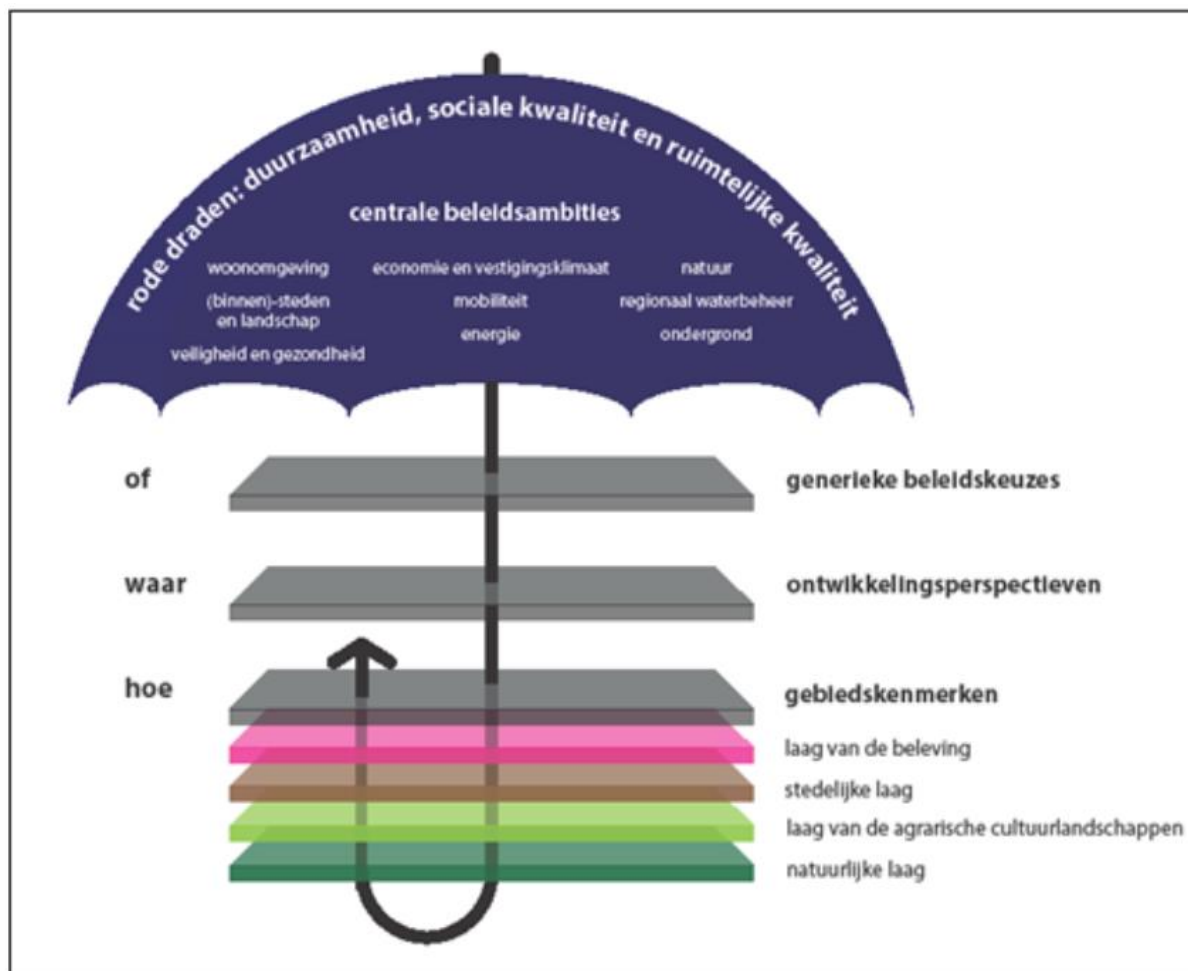 rode draden: duurzaamheid, sociale kwaliteit en ruimtelijke kwaliteit
centrale beleidsambities
woonomgeving
(binnen)-steden
en landschap
veiligheid en gezondheid
economie en vestigingsklimaat
mobiliteit
energie
natuur
regionaal waterbeheer
ondergrond
of
generieke beleidskeuzes
waar
ontwikkelingsperspectieven
hoe
gebiedskenmerken
laag van de beleving
stedelijke laag
laag van de agrarische cultuurlandschappen
natuurlijke laag